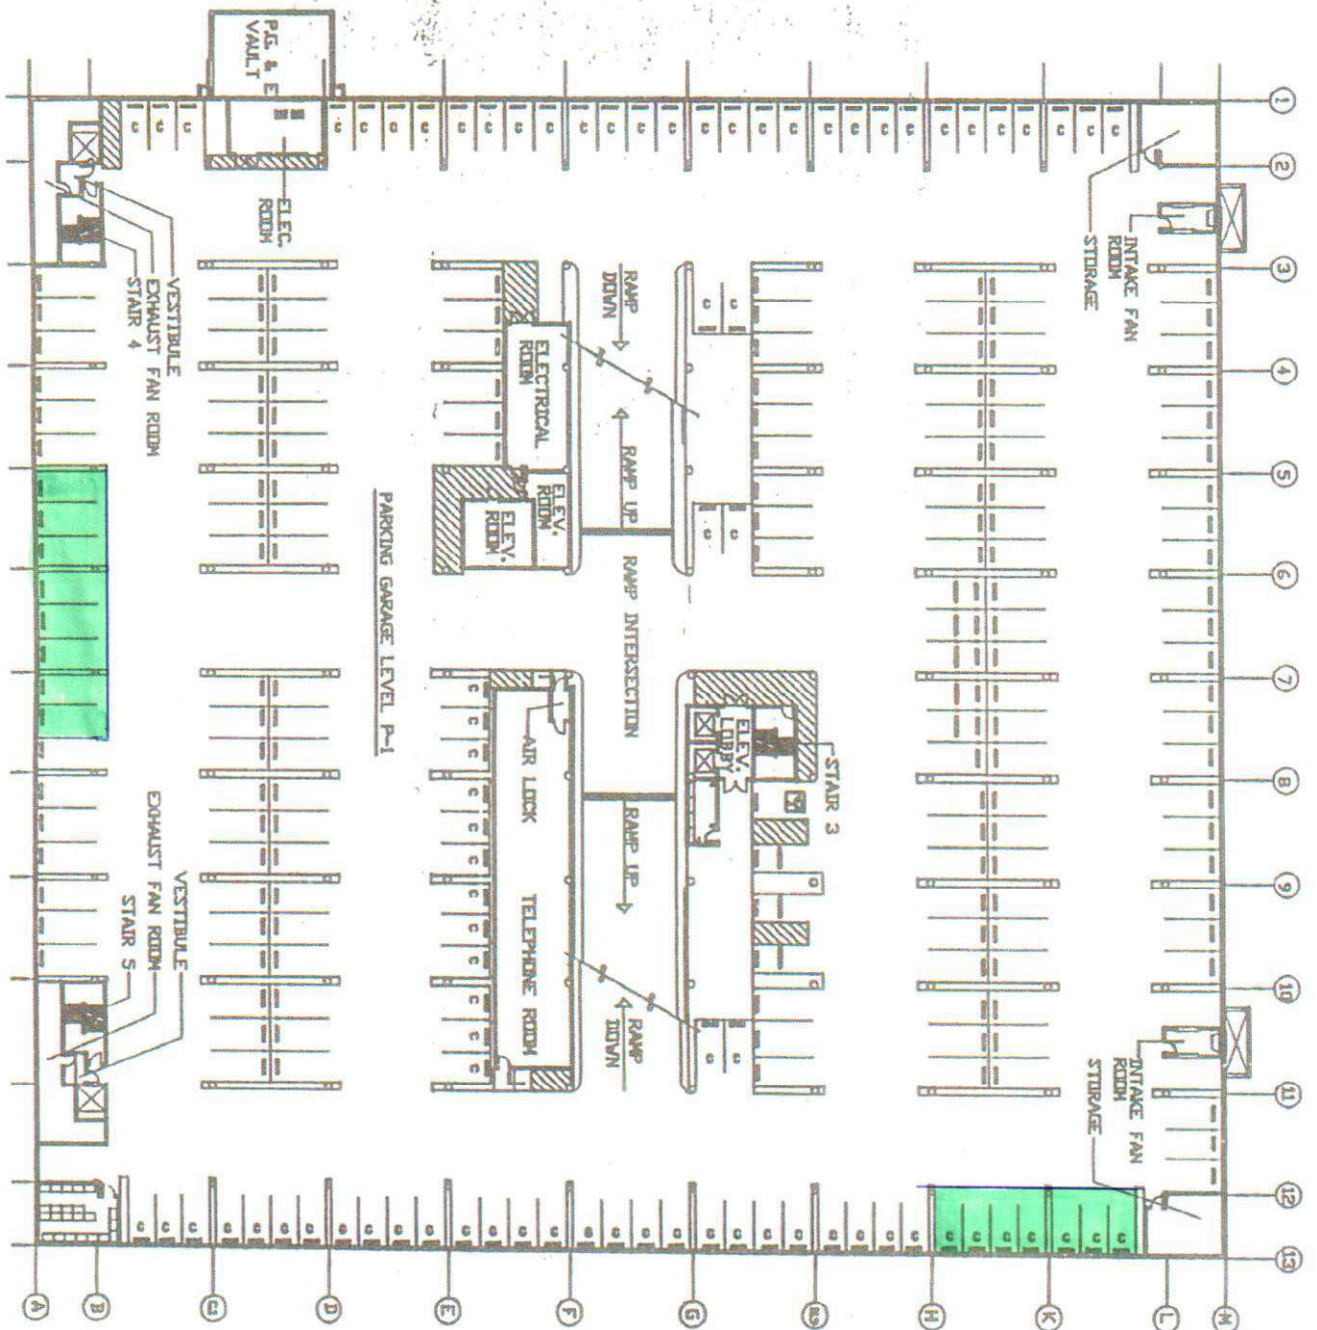 P.G. & E
VAULT
ELEC.
ROOM
VESTIBULE
EXHAUST FAN ROOM
STAIR 4
RAMP
DOWN
ELECTRICAL
ROOM
ELEV.
ROOM
ELEV.
ROOM
RAMP UP
RAMP INTERSECTION
PARKING GARAGE LEVEL P-1
INTAKE FAN
ROOM
STORAGE
STAIR 3
ELEV.
LOBBY
AIR LOCK
TELEPHONE ROOM
RAMP UP
RAMP
DOWN
VESTIBULE
EXHAUST FAN ROOM
STAIR 5
INTAKE FAN
ROOM
STORAGE
1
2
3
4
5
6
7
8
9
10
11
12
13
A
B
D
E
F
G
H
K
L
M